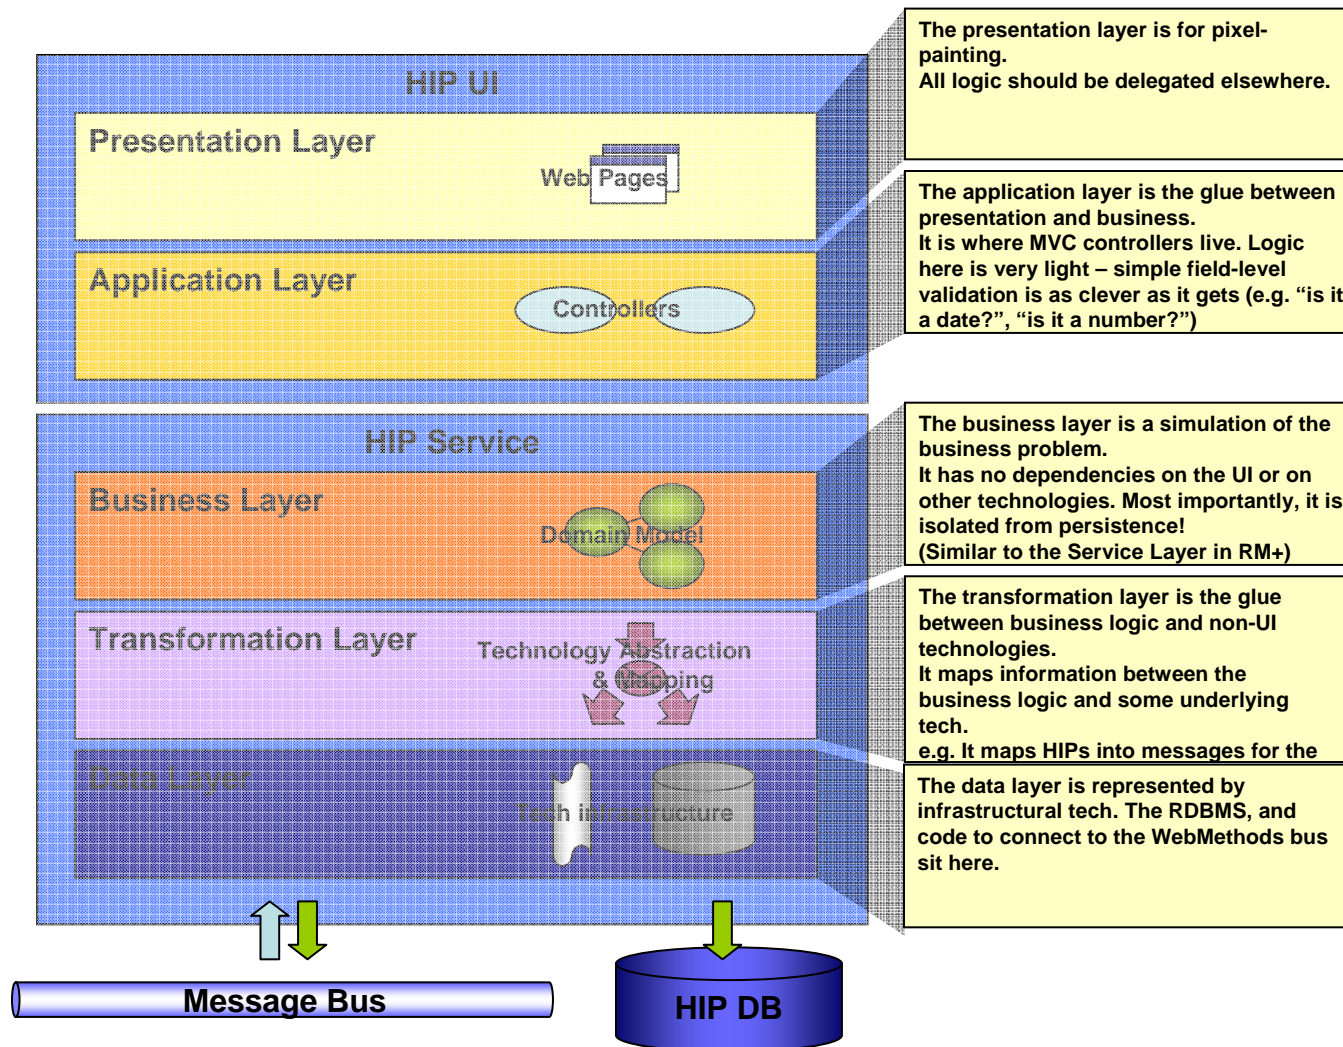 HIP UI
Presentation Layer
Web Pages
Application Layer
Controllers
HIP Service
Business Layer
Domain Model
Transformation Layer
Technology Abstraction
& Mapping
Data Layer
Tech infrastructure
Message Bus
HIP DB
The presentation layer is for pixel-
painting.
All logic should be delegated elsewhere.
The application layer is the glue between
presentation and business.
It is where MVC controllers live. Logic
here is very light – simple field-level
validation is as clever as it gets (e.g. “is it
a date?”, “is it a number?”)
The business layer is a simulation of the
business problem.
It has no dependencies on the UI or on
other technologies. Most importantly, it is
isolated from persistence!
(Similar to the Service Layer in RM+)
The transformation layer is the glue
between business logic and non-UI
technologies.
It maps information between the
business logic and some underlying
tech.
e.g. It maps HIPs into messages for the
The data layer is represented by
infrastructural tech. The RDBMS, and
code to connect to the WebMethods bus
sit here.